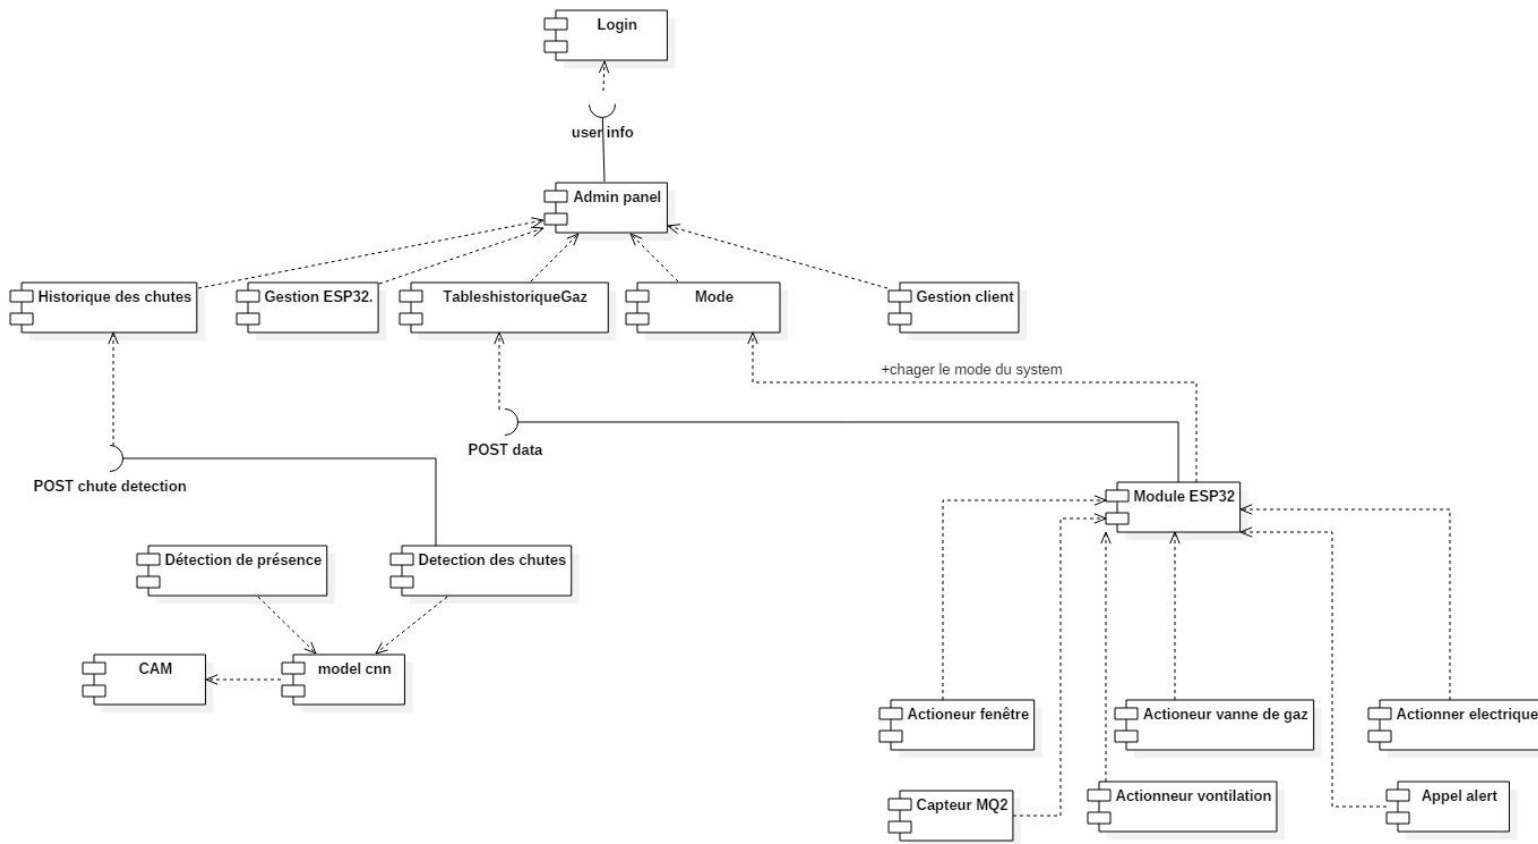 Login
user info
Admin panel
Historique des chutes
Gestion ESP32.
TableshistoriqueGaz
Mode
Gestion client
+chager le mode du system
POST data
POST chute detection
Module ESP32
Détection de présence
Detection des chutes
CAM
model cnn
Actioneur fenêtre
Actioneur vanne de gaz
Actionner electrique
Capteur MQ2
Actionneur vontilation
Appel alert